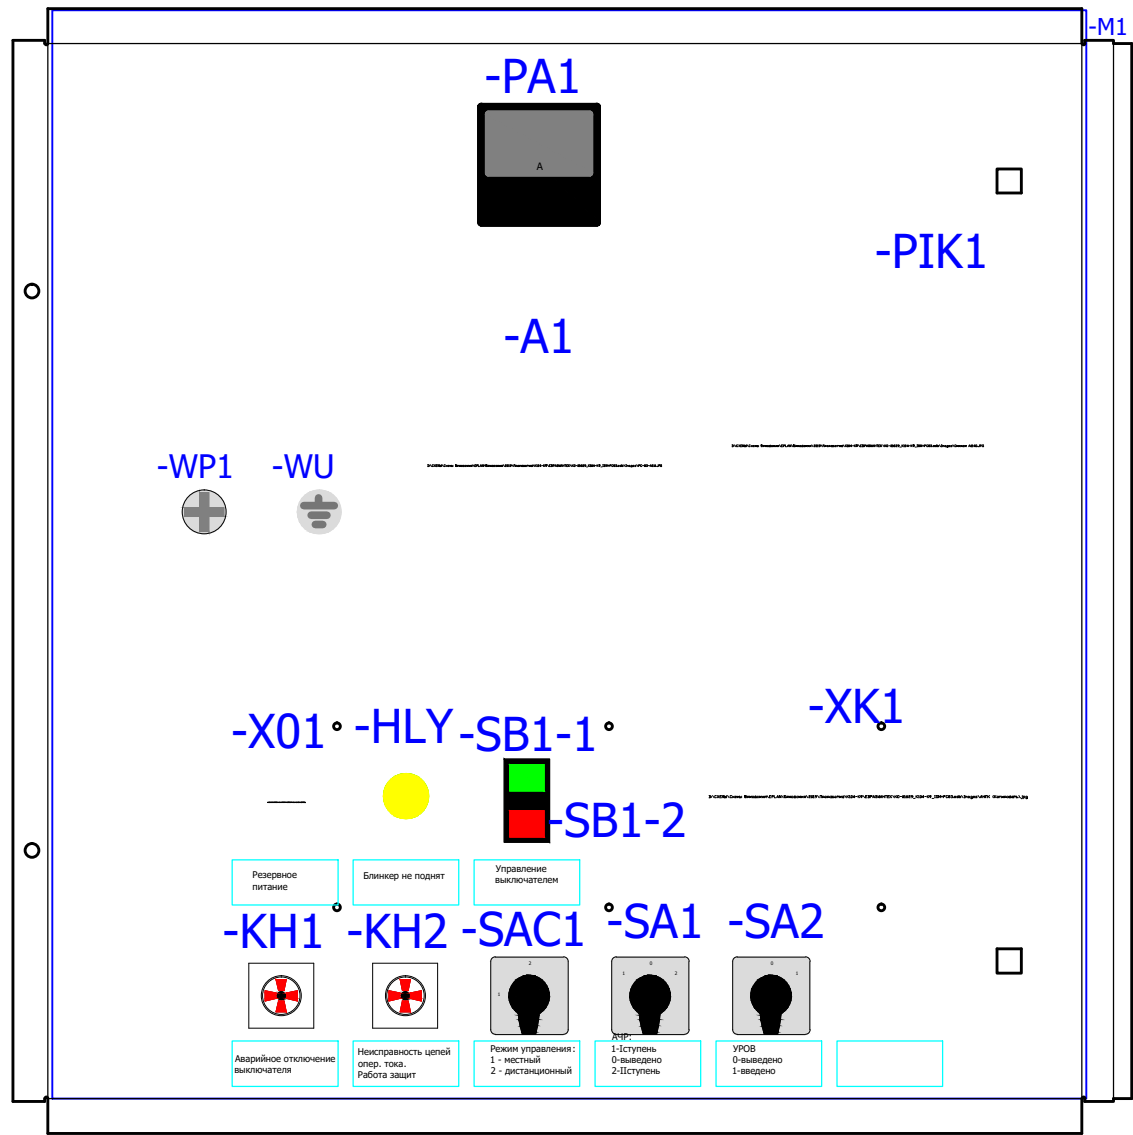 -M1
-PA1
A
-PIK1
-A1
-WP1
-WU
-X01
-HLY
-SB1-1
-XK1
-SB1-2
Резервное
питание
Блинкер не поднят
Управление
выключателем
-KH1
-KH2
-SAC1
-SA1
-SA2
2
1
0
1
2
0
1
Аварийное отключение
выключателя
Неисправность цепей
опер. тока.
Работа защит
Режим управления:
1 - местный
2 - дистанционный
АЧР:
1-Iступень
0-выведено
2-IIступень
УРОВ
0-выведено
1-введено